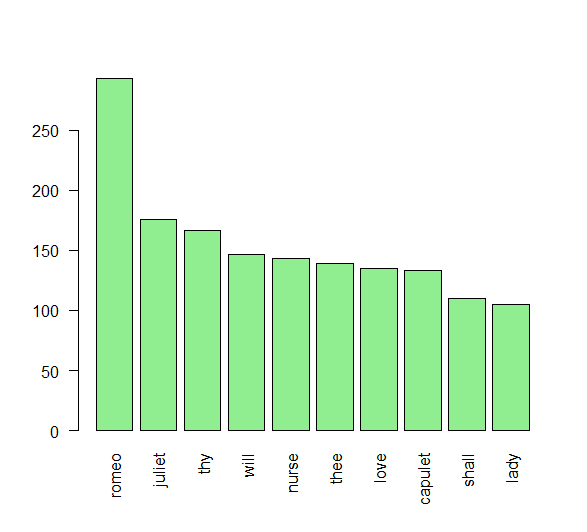 250
200
150
100
50
0
romeo
juliet
thy
will
nurse
thee
love
capulet
shall
lady